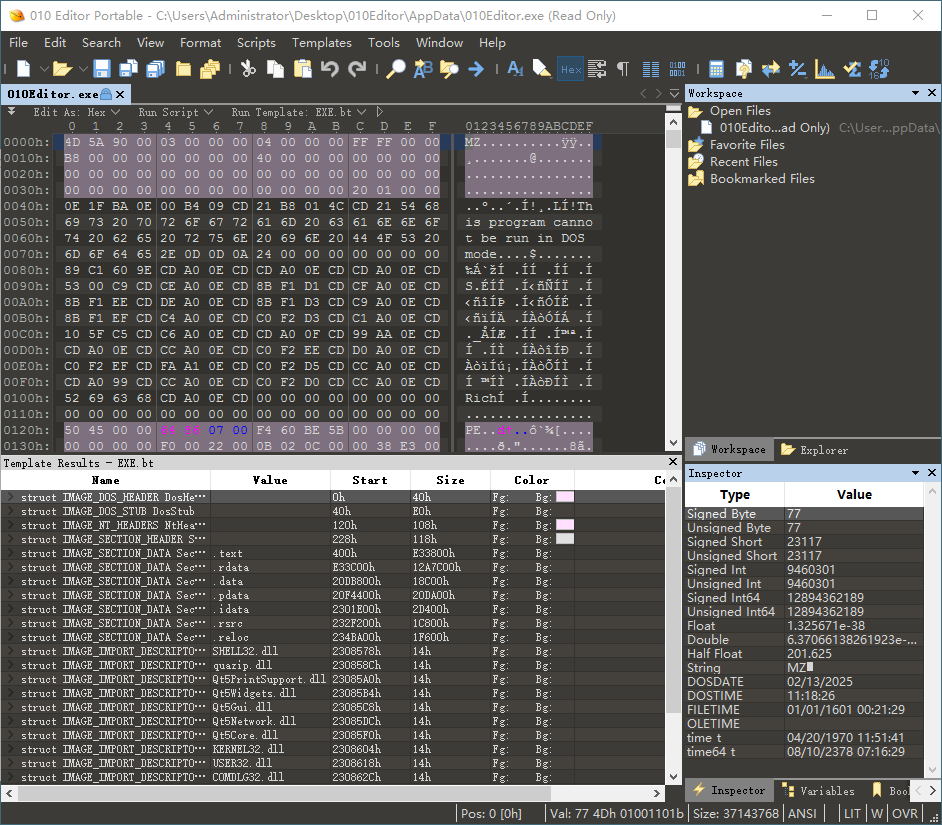 010 Editor Portable - C:\Users\Administrator\Desktop\010Editor\AppData\010Editor.exe (Read Only)
File Edit Search View Format Scripts Templates Tools Window Help
Hex
010Editor.exe
Edit As: Hex Run Script Run Template: EXE.bt
0 1 2 3 4 5 6 7 8 9 A B C D E F 0123456789ABCDEF
0000h: 4D 5A 90 00 03 00 00 00 04 00 00 00 FF FF 00 00 MZ..........ÿÿ..
0010h: B8 00 00 00 00 00 00 00 40 00 00 00 00 00 00 00 ¸.......@.......
0020h: 00 00 00 00 00 00 00 00 00 00 00 00 00 00 00 00 ................
0030h: 00 00 00 00 00 00 00 00 00 00 00 00 20 01 00 00 ............ ...
0040h: 0E 1F BA 0E 00 B4 09 CD 21 B8 01 4C CD 21 54 68 ..º..´.Í!¸.LÍ!Th
0050h: 69 73 20 70 72 6F 67 72 61 6D 20 63 61 6E 6E 6F is program canno
0060h: 74 20 62 65 20 72 75 6E 20 69 6E 20 44 4F 53 20 t be run in DOS
0070h: 6D 6F 64 65 2E 0D 0D 0A 24 00 00 00 00 00 00 00 mode....$.......
0080h: 89 C1 60 9E CD A0 0E CD CD A0 0E CD CD A0 0E CD ‰Á`žÍ .ÍÍ .ÍÍ .Í
0090h: 53 00 C9 CD CE A0 0E CD 8B F1 D1 CD CF A0 0E CD S.ÉÍÎ .Í‹ñÑÍÏ .Í
00A0h: 8B F1 EE CD DE A0 0E CD 8B F1 D3 CD C9 A0 0E CD ‹ñîÍÞ .Í‹ñÓÍÉ .Í
00B0h: 8B F1 EF CD C4 A0 0E CD C0 F2 D3 CD C1 A0 0E CD ‹ñïÍÄ .ÍÀòÓÍÁ .Í
00C0h: 10 5F C5 CD C6 A0 0E CD CD A0 0F CD 99 AA 0E CD ._ÅÍÆ .ÍÍ .Í™ª.Í
00D0h: CD A0 0E CD CC A0 0E CD C0 F2 EE CD D0 A0 0E CD Í .ÍÌ .ÍÀòîÍÐ .Í
00E0h: C0 F2 EF CD FA A1 0E CD C0 F2 D5 CD CC A0 0E CD ÀòïÍú¡.ÍÀòÕÍÌ .Í
00F0h: CD A0 99 CD CC A0 0E CD C0 F2 D0 CD CC A0 0E CD Í ™ÍÌ .ÍÀòÐÍÌ .Í
0100h: 52 69 63 68 CD A0 0E CD 00 00 00 00 00 00 00 00 RichÍ .Í........
0110h: 00 00 00 00 00 00 00 00 00 00 00 00 00 00 00 00 ................
0120h: 50 45 00 00 64 86 07 00 F4 60 BE 5B 00 00 00 00 PE..d†..ô`¾[....
0130h: F0 00 22 00 0B 02 0C 00 00 38 E3 00 ð."......8ã.
Workspace
Open Files
010Edito...ad Only) C:\User...ppData\
Favorite Files
Recent Files
Bookmarked Files
Workspace Explorer
Template Results - EXE.bt
Name Value Start Size Color
struct IMAGE_DOS_HEADER DosHe… 0h 40h Fg: Bg:
struct IMAGE_DOS_STUB DosStub 40h E0h Fg: Bg:
struct IMAGE_NT_HEADERS NtHea… 120h 108h Fg: Bg:
struct IMAGE_SECTION_HEADER S… 228h 118h Fg: Bg:
struct IMAGE_SECTION_DATA Sec… .text 400h E33800h Fg: Bg:
struct IMAGE_SECTION_DATA Sec… .rdata E33C00h 12A7C00h Fg: Bg:
struct IMAGE_SECTION_DATA Sec… .data 20DB800h 18C00h Fg: Bg:
struct IMAGE_SECTION_DATA Sec… .pdata 20F4400h 20DA00h Fg: Bg:
struct IMAGE_SECTION_DATA Sec… .idata 2301E00h 2D400h Fg: Bg:
struct IMAGE_SECTION_DATA Sec… .rsrc 232F200h 1C800h Fg: Bg:
struct IMAGE_SECTION_DATA Sec… .reloc 234BA00h 1F600h Fg: Bg:
struct IMAGE_IMPORT_DESCRIPTO… SHELL32.dll 2308578h 14h Fg: Bg:
struct IMAGE_IMPORT_DESCRIPTO… quazip.dll 230858Ch 14h Fg: Bg:
struct IMAGE_IMPORT_DESCRIPTO… Qt5PrintSupport.dll 23085A0h 14h Fg: Bg:
struct IMAGE_IMPORT_DESCRIPTO… Qt5Widgets.dll 23085B4h 14h Fg: Bg:
struct IMAGE_IMPORT_DESCRIPTO… Qt5Gui.dll 23085C8h 14h Fg: Bg:
struct IMAGE_IMPORT_DESCRIPTO… Qt5Network.dll 23085DCh 14h Fg: Bg:
struct IMAGE_IMPORT_DESCRIPTO… Qt5Core.dll 23085F0h 14h Fg: Bg:
struct IMAGE_IMPORT_DESCRIPTO… KERNEL32.dll 2308604h 14h Fg: Bg:
struct IMAGE_IMPORT_DESCRIPTO… USER32.dll 2308618h 14h Fg: Bg:
struct IMAGE_IMPORT_DESCRIPTO… COMDLG32.dll 230862Ch 14h Fg: Bg:
Inspector
Type Value
Signed Byte 77
Unsigned Byte 77
Signed Short 23117
Unsigned Short 23117
Signed Int 9460301
Unsigned Int 9460301
Signed Int64 12894362189
Unsigned Int64 12894362189
Float 1.325671e-38
Double 6.37066138261923e-...
Half Float 201.625
String MZ
DOSDATE 02/13/2025
DOSTIME 11:18:26
FILETIME 01/01/1601 00:21:29
OLETIME
time_t 04/20/1970 11:51:41
time64_t 08/10/2378 07:16:29
Inspector Variables Bool
Pos: 0 [0h] Val: 77 4Dh 01001101b Size: 37143768 ANSI LIT W OVR